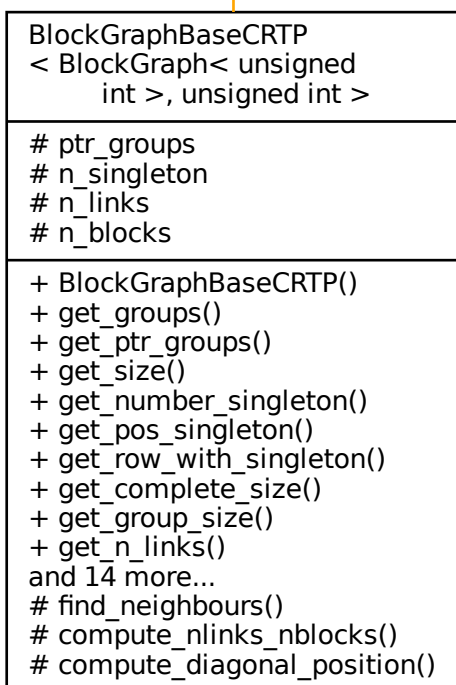 BlockGraphBaseCRTP
< BlockGraph< unsigned
int >, unsigned int >
# ptr_groups
# n_singleton
# n_links
# n_blocks
+ BlockGraphBaseCRTP()
+ get_groups()
+ get_ptr_groups()
+ get_size()
+ get_number_singleton()
+ get_pos_singleton()
+ get_row_with_singleton()
+ get_complete_size()
+ get_group_size()
+ get_n_links()
and 14 more...
# find_neighbours()
# compute_nlinks_nblocks()
# compute_diagonal_position()